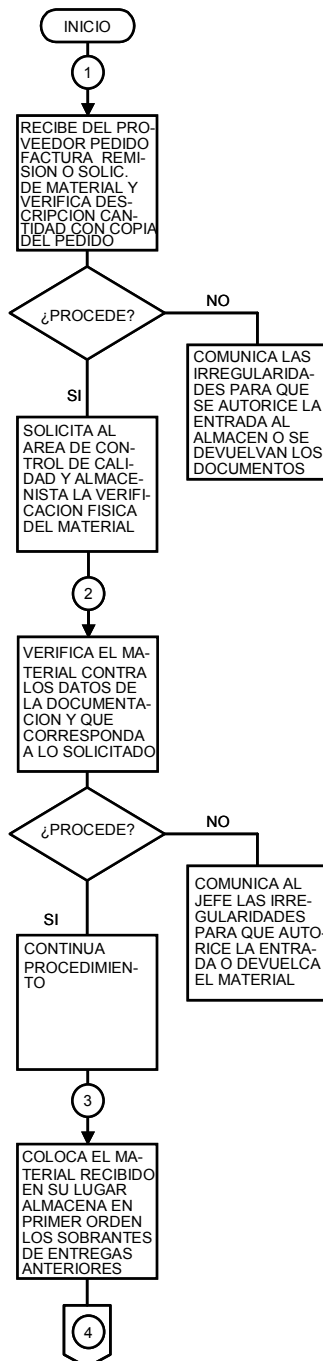 INICIO
1
RECIBE DEL PRO-
VEEDOR PEDIDO
FACTURA REMI-
SION O SOLIC.
DE MATERIAL Y
VERIFICA DES-
CRIPCION CAN-
TIDAD CON COPIA
DEL PEDIDO
¿PROCEDE?
NO
COMUNICA LAS
IRREGULARIDA-
DES PARA QUE
SE AUTORICE LA
ENTRADA AL
ALMACEN O SE
DEVUELVAN LOS
DOCUMENTOS
SI
SOLICITA AL
AREA DE CON-
TROL DE CALI-
DAD Y ALMACE-
NISTA LA VERIFI-
CACION FISICA
DEL MATERIAL
2
VERIFICA EL MA-
TERIAL CONTRA
LOS DATOS DE
LA DOCUMENTA-
CION Y QUE
CORRESPONDA
A LO SOLICITADO
¿PROCEDE?
NO
COMUNICA AL
JEFE LAS IRRE-
GULARIDADES
PARA QUE AUTO-
RICE LA ENTRA-
DA O DEVUELCA
EL MATERIAL
SI
CONTINUA
PROCEDIMIEN-
TO
3
COLOCA EL MA-
TERIAL RECIBIDO
EN SU LUGAR
ALMACENA EN
PRIMER ORDEN
LOS SOBRANTES
DE ENTREGAS
ANTERIORES
4